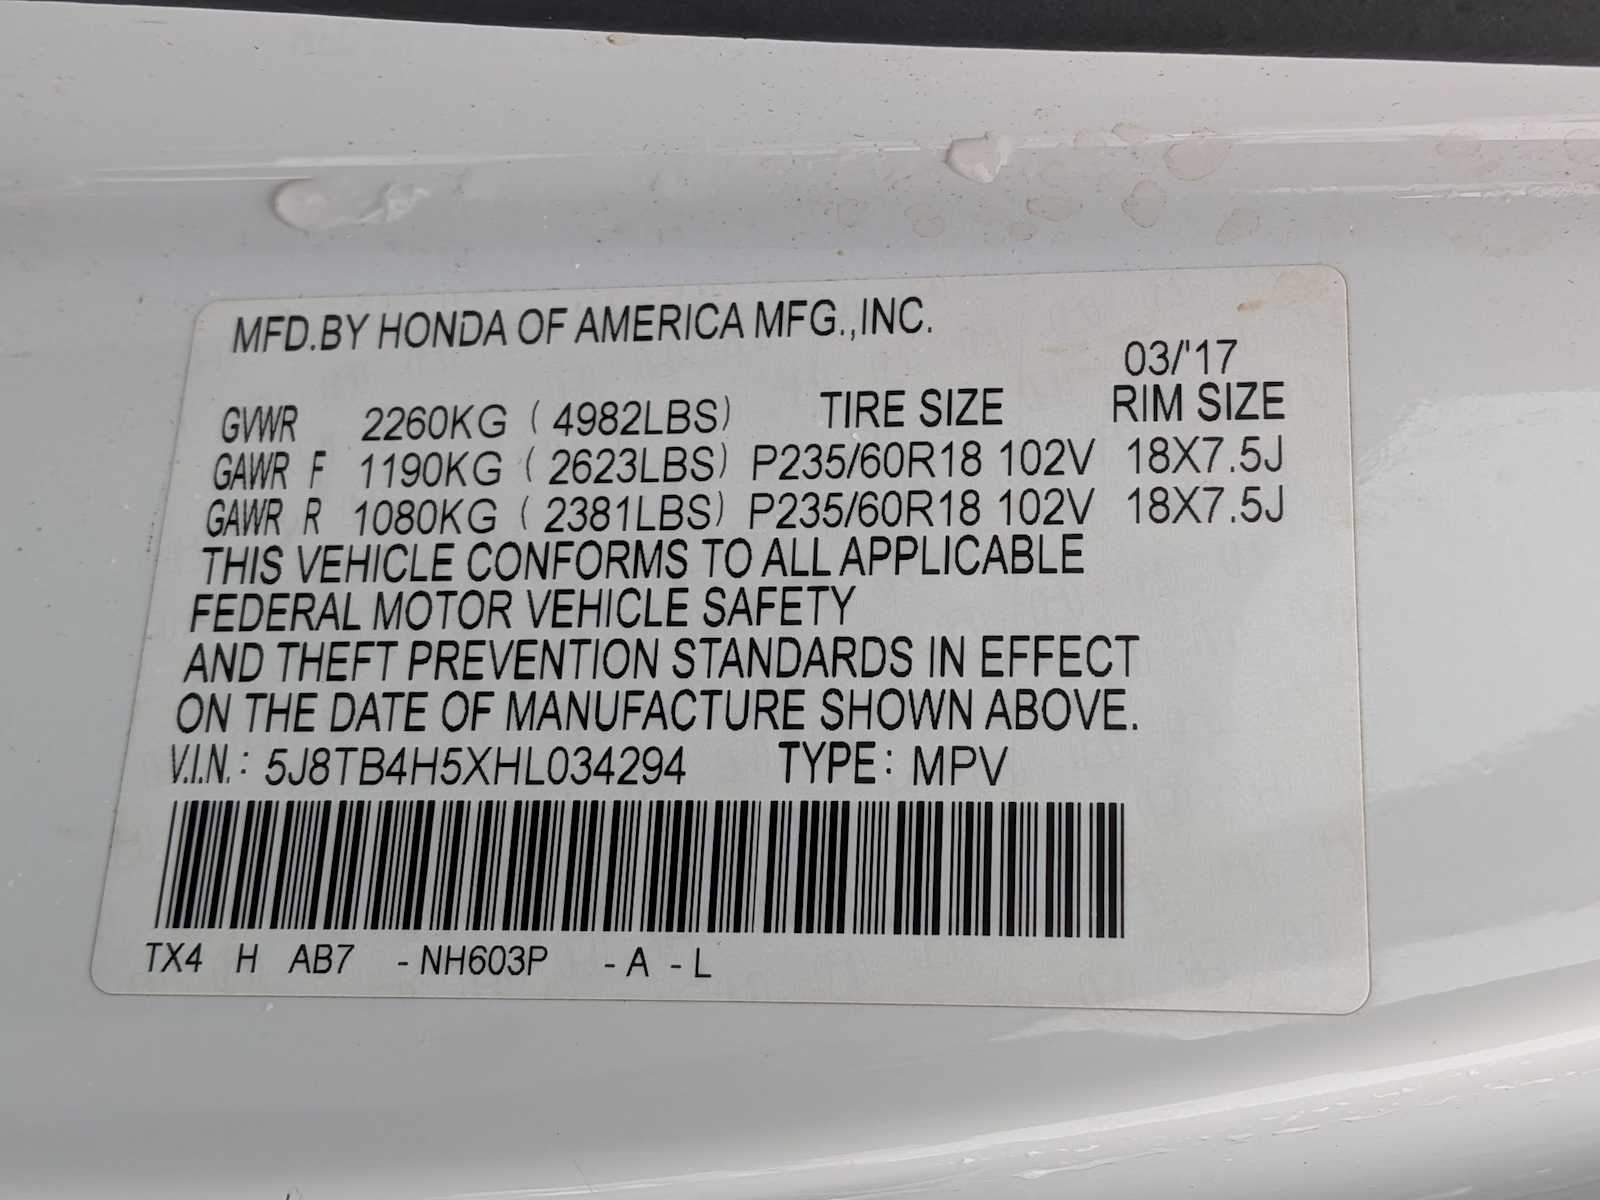 MFD.BY HONDA OF AMERICA MFG.,INC.
03/'17
GVWR 2260KG ( 4982LBS) TIRE SIZE RIM SIZE
GAWR F 1190KG ( 2623LBS) P235/60R18 102V 18X7.5J
GAWR R 1080KG ( 2381LBS) P235/60R18 102V 18X7.5J
THIS VEHICLE CONFORMS TO ALL APPLICABLE
FEDERAL MOTOR VEHICLE SAFETY
AND THEFT PREVENTION STANDARDS IN EFFECT
ON THE DATE OF MANUFACTURE SHOWN ABOVE.
V.I.N.: 5J8TB4H5XHL034294 TYPE: MPV
TX4 H AB7 -NH603P -A -L